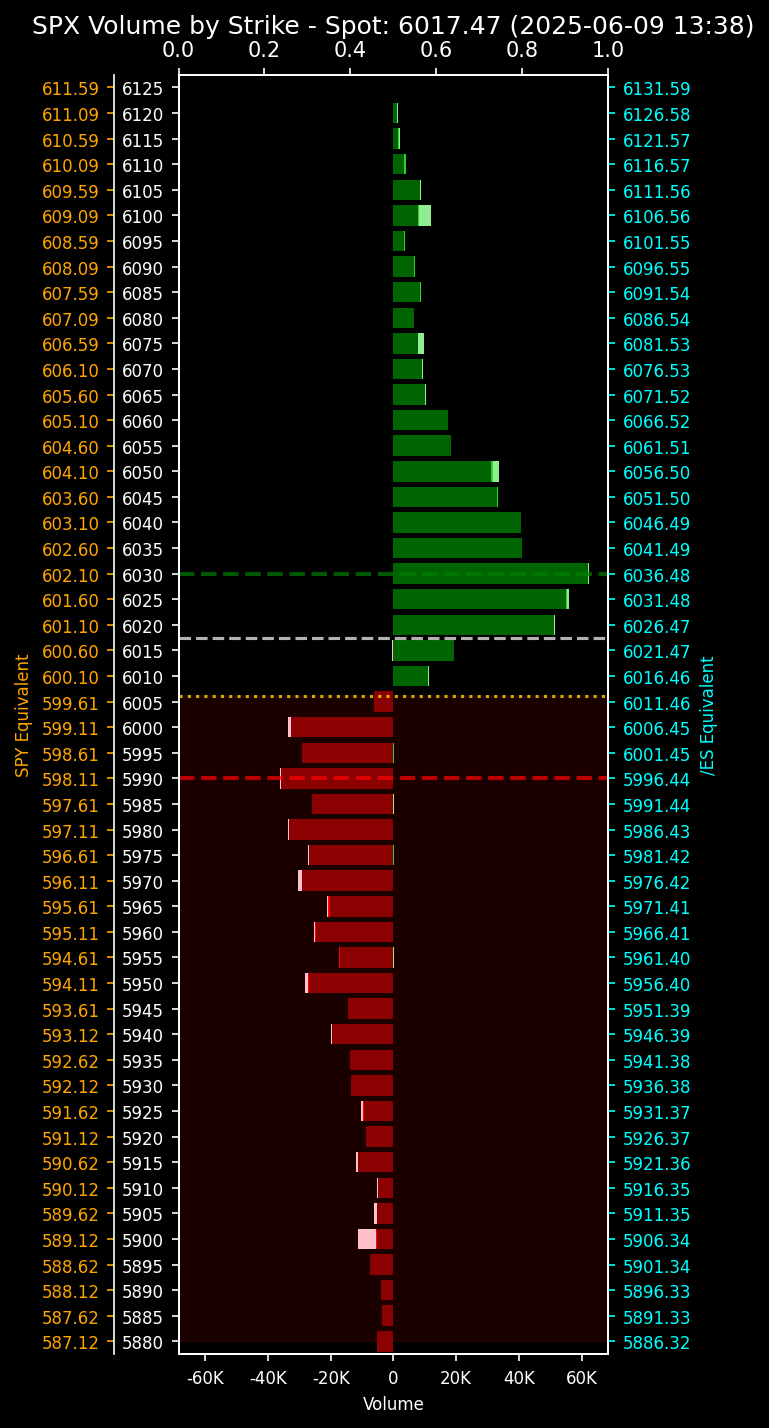 SPX Volume by Strike - Spot: 6017.47 (2025-06-09 13:38)
0.0 0.2 0.4 0.6 0.8 1.0
611.59 6125 6131.59
611.09 6120 6126.58
610.59 6115 6121.57
610.09 6110 6116.57
609.59 6105 6111.56
609.09 6100 6106.56
608.59 6095 6101.55
608.09 6090 6096.55
607.59 6085 6091.54
607.09 6080 6086.54
606.59 6075 6081.53
606.10 6070 6076.53
605.60 6065 6071.52
605.10 6060 6066.52
604.60 6055 6061.51
604.10 6050 6056.50
603.60 6045 6051.50
603.10 6040 6046.49
602.60 6035 6041.49
602.10 6030 6036.48
601.60 6025 6031.48
601.10 6020 6026.47
600.60 6015 6021.47
600.10 6010 6016.46
599.61 6005 6011.46
599.11 6000 6006.45
598.61 5995 6001.45
598.11 5990 5996.44
597.61 5985 5991.44
597.11 5980 5986.43
596.61 5975 5981.42
596.11 5970 5976.42
595.61 5965 5971.41
595.11 5960 5966.41
594.61 5955 5961.40
594.11 5950 5956.40
593.61 5945 5951.39
593.12 5940 5946.39
592.62 5935 5941.38
592.12 5930 5936.38
591.62 5925 5931.37
591.12 5920 5926.37
590.62 5915 5921.36
590.12 5910 5916.35
589.62 5905 5911.35
589.12 5900 5906.34
588.62 5895 5901.34
588.12 5890 5896.33
587.62 5885 5891.33
587.12 5880 5886.32
SPY Equivalent
/ES Equivalent
-60K -40K -20K 0 20K 40K 60K
Volume